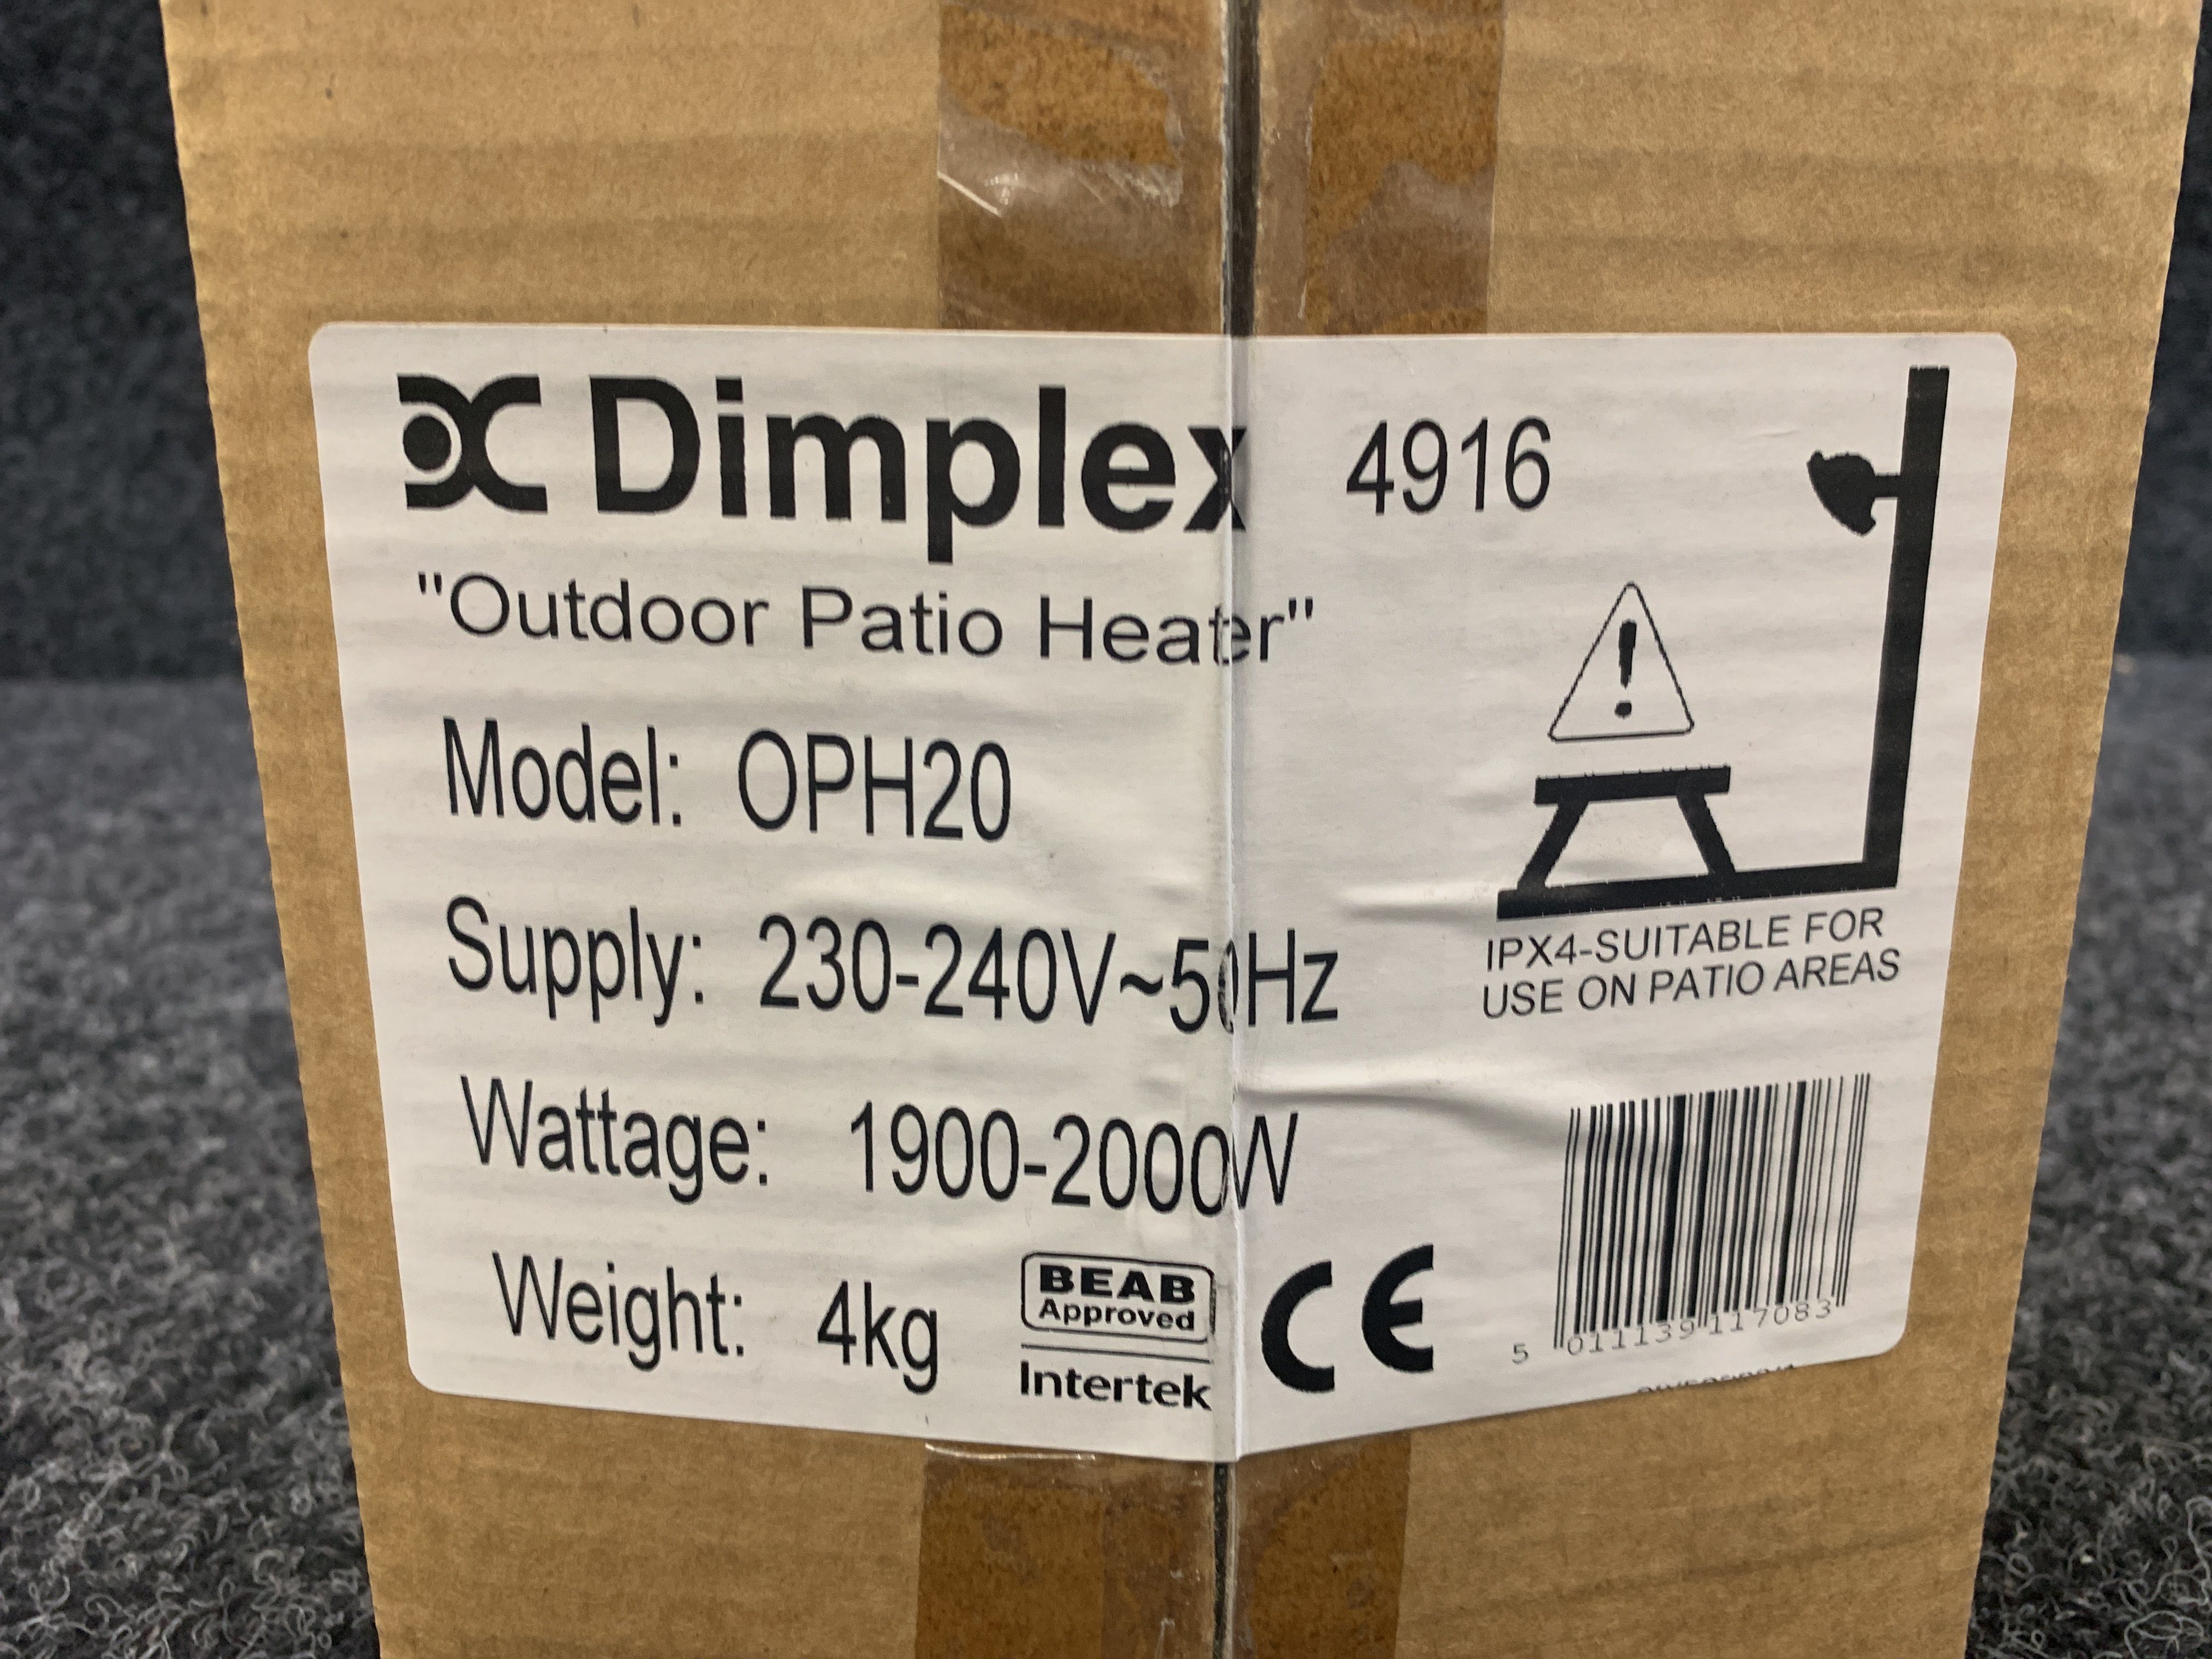 Dimplex 4916
"Outdoor Patio Heater"
!
Model: OPH20
Supply: 230-240V~50Hz
IPX4-SUITABLE FOR
USE ON PATIO AREAS
Wattage: 1900-2000W
Weight: 4kg
BEAB
Approved
Intertek
CE
5 011139 117083